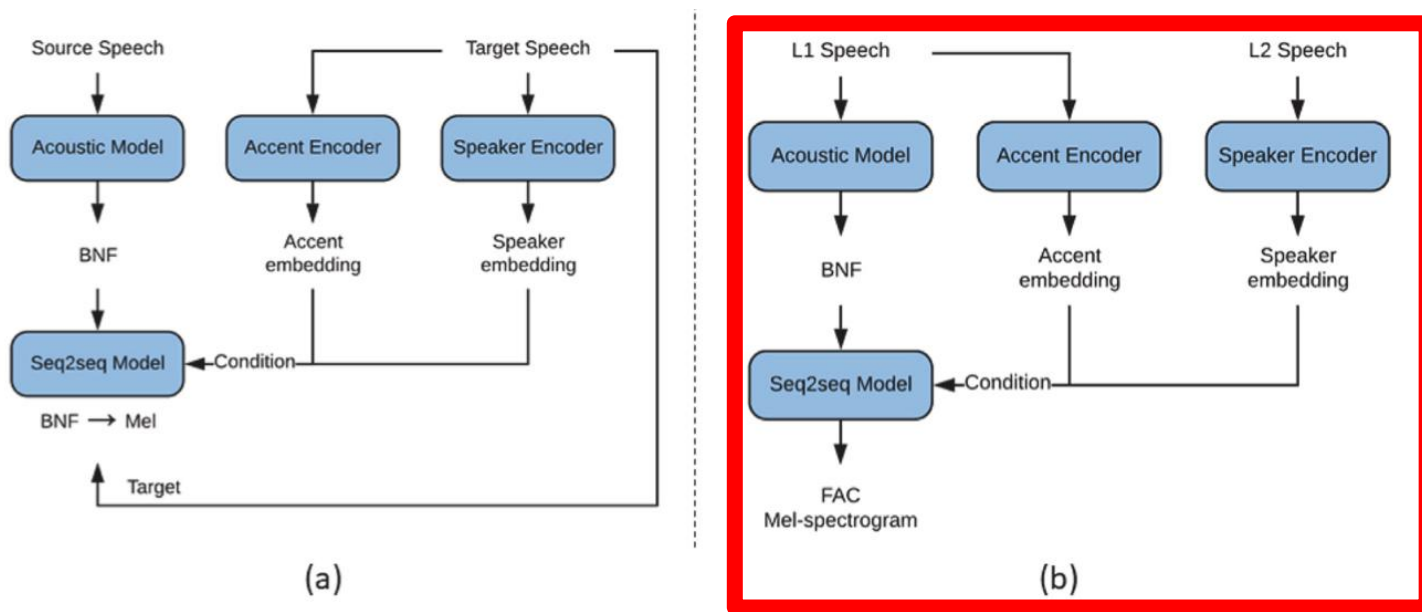 Source Speech
Target Speech
Acoustic Model
Accent Encoder
Speaker Encoder
BNF
Accent
embedding
Speaker
embedding
Seq2seq Model
Condition
BNF → Mel
Target
(a)
L1 Speech
L2 Speech
Acoustic Model
Accent Encoder
Speaker Encoder
BNF
Accent
embedding
Speaker
embedding
Seq2seq Model
Condition
FAC
Mel-spectrogram
(b)